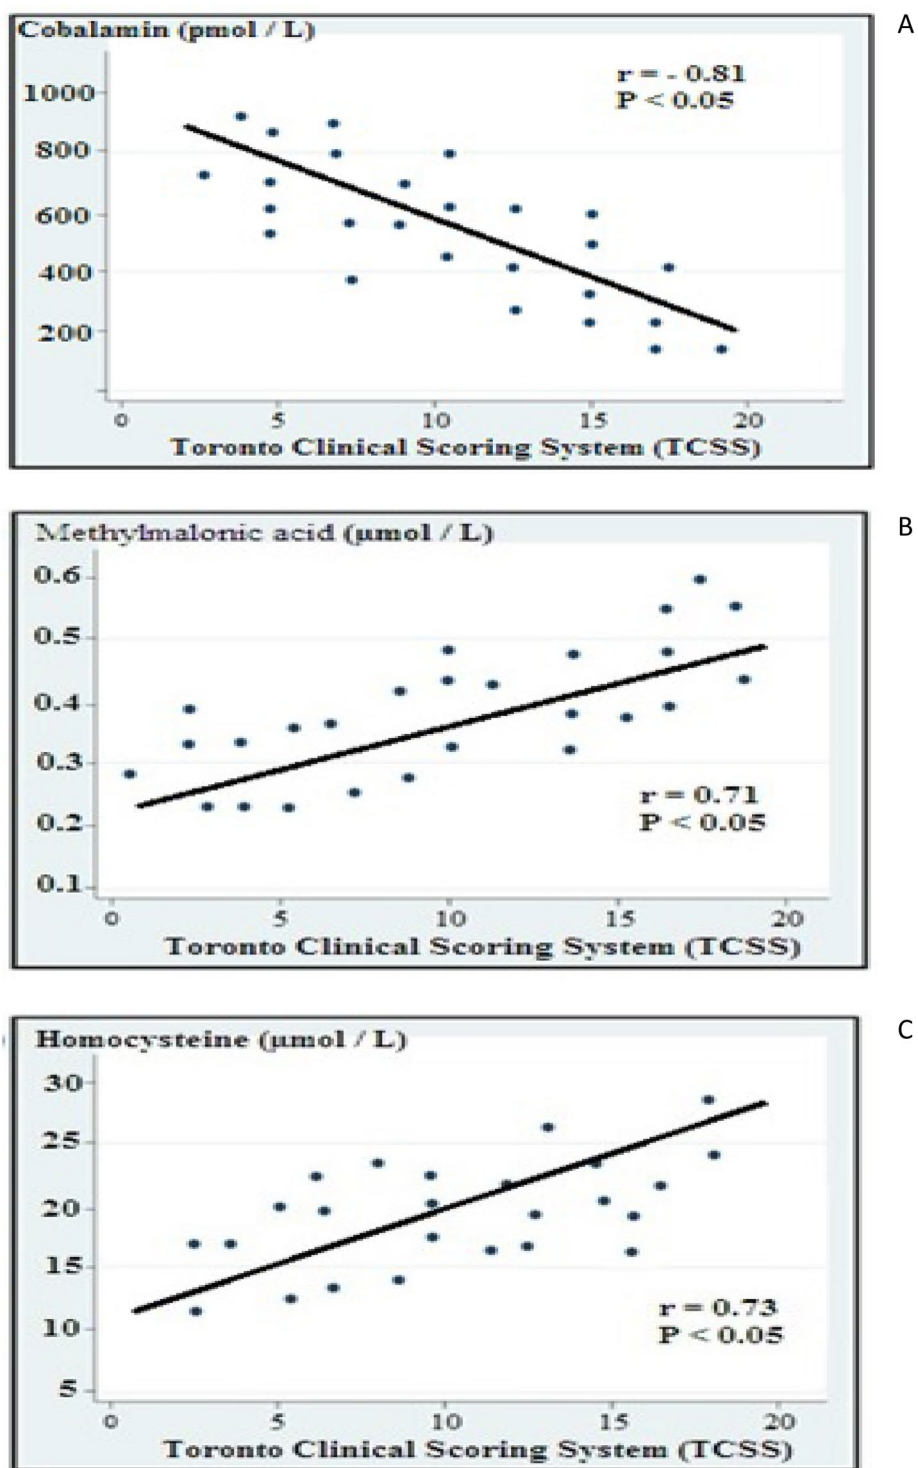 A
Cobalamin (pmol / L)
r = - 0.81
P < 0.05
1000
800
600
400
200
0 5 10 15 20
Toronto Clinical Scoring System (TCSS)
B
Methylmalonic acid (µmol / L)
0.6
0.5
0.4
0.3
r = 0.71
P < 0.05
0.2
0.1
0 5 10 15 20
Toronto Clinical Scoring System (TCSS)
C
Homocysteine (µmol / L)
30
25
20
15
r = 0.73
P < 0.05
10
5
0 5 10 15 20
Toronto Clinical Scoring System (TCSS)